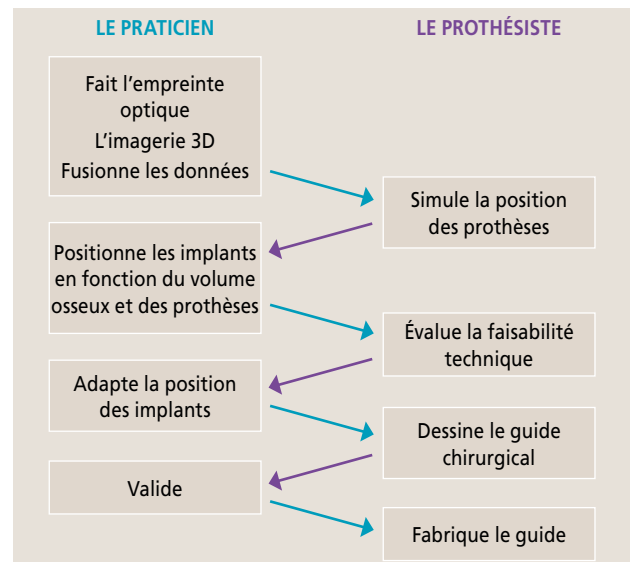 LE PRATICIEN
LE PROTHÉSISTE
Fait l'empreinte
optique
L'imagerie 3D
Fusionne les données
Simule la position
des prothèses
Positionne les implants
en fonction du volume
osseux et des prothèses
Évalue la faisabilité
technique
Adapte la position
des implants
Dessine le guide
chirurgical
Valide
Fabrique le guide